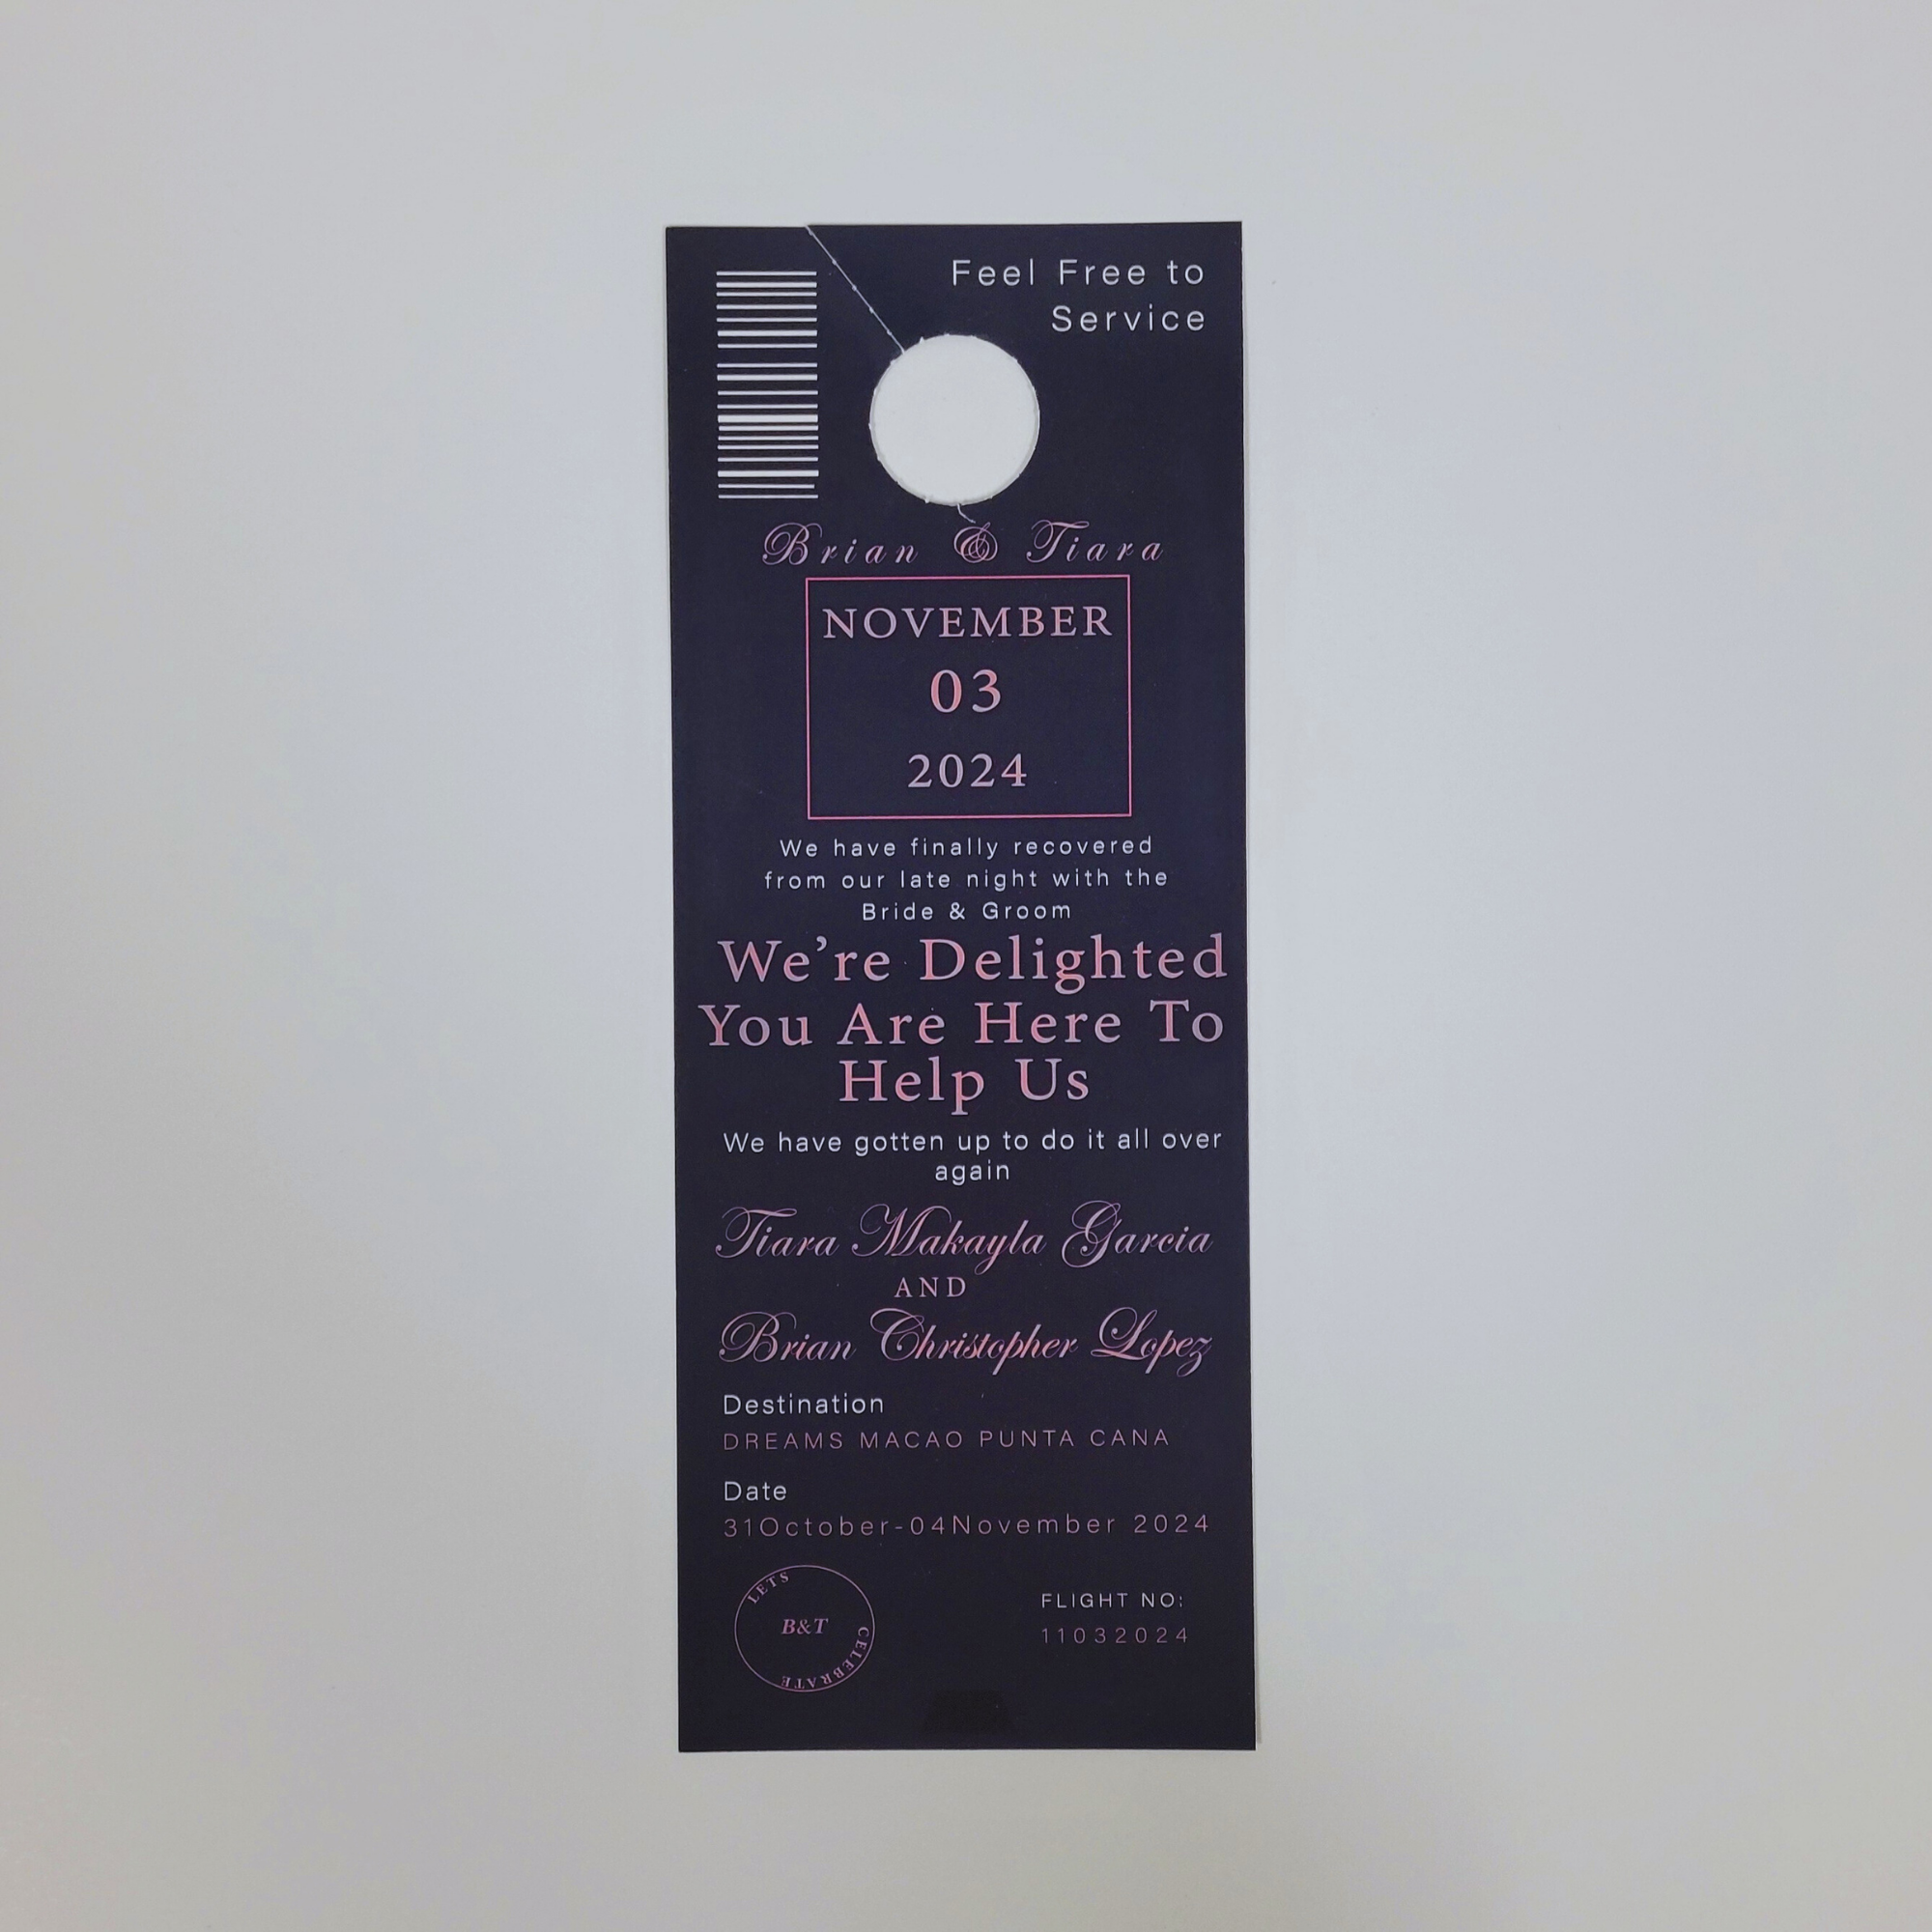 Feel Free to
Service
Brian & Tiara
NOVEMBER
03
2024
We have finally recovered
from our late night with the
Bride & Groom
We're Delighted
You Are Here To
Help Us
We have gotten up to do it all over
again
Tiara Makayla Garcia
AND
Brian Christopher Lopez
Destination
DREAMS MACAO PUNTA CANA
Date
31October-04November 2024
LETS
B&T
CELEBRATE
FLIGHT NO:
11032024